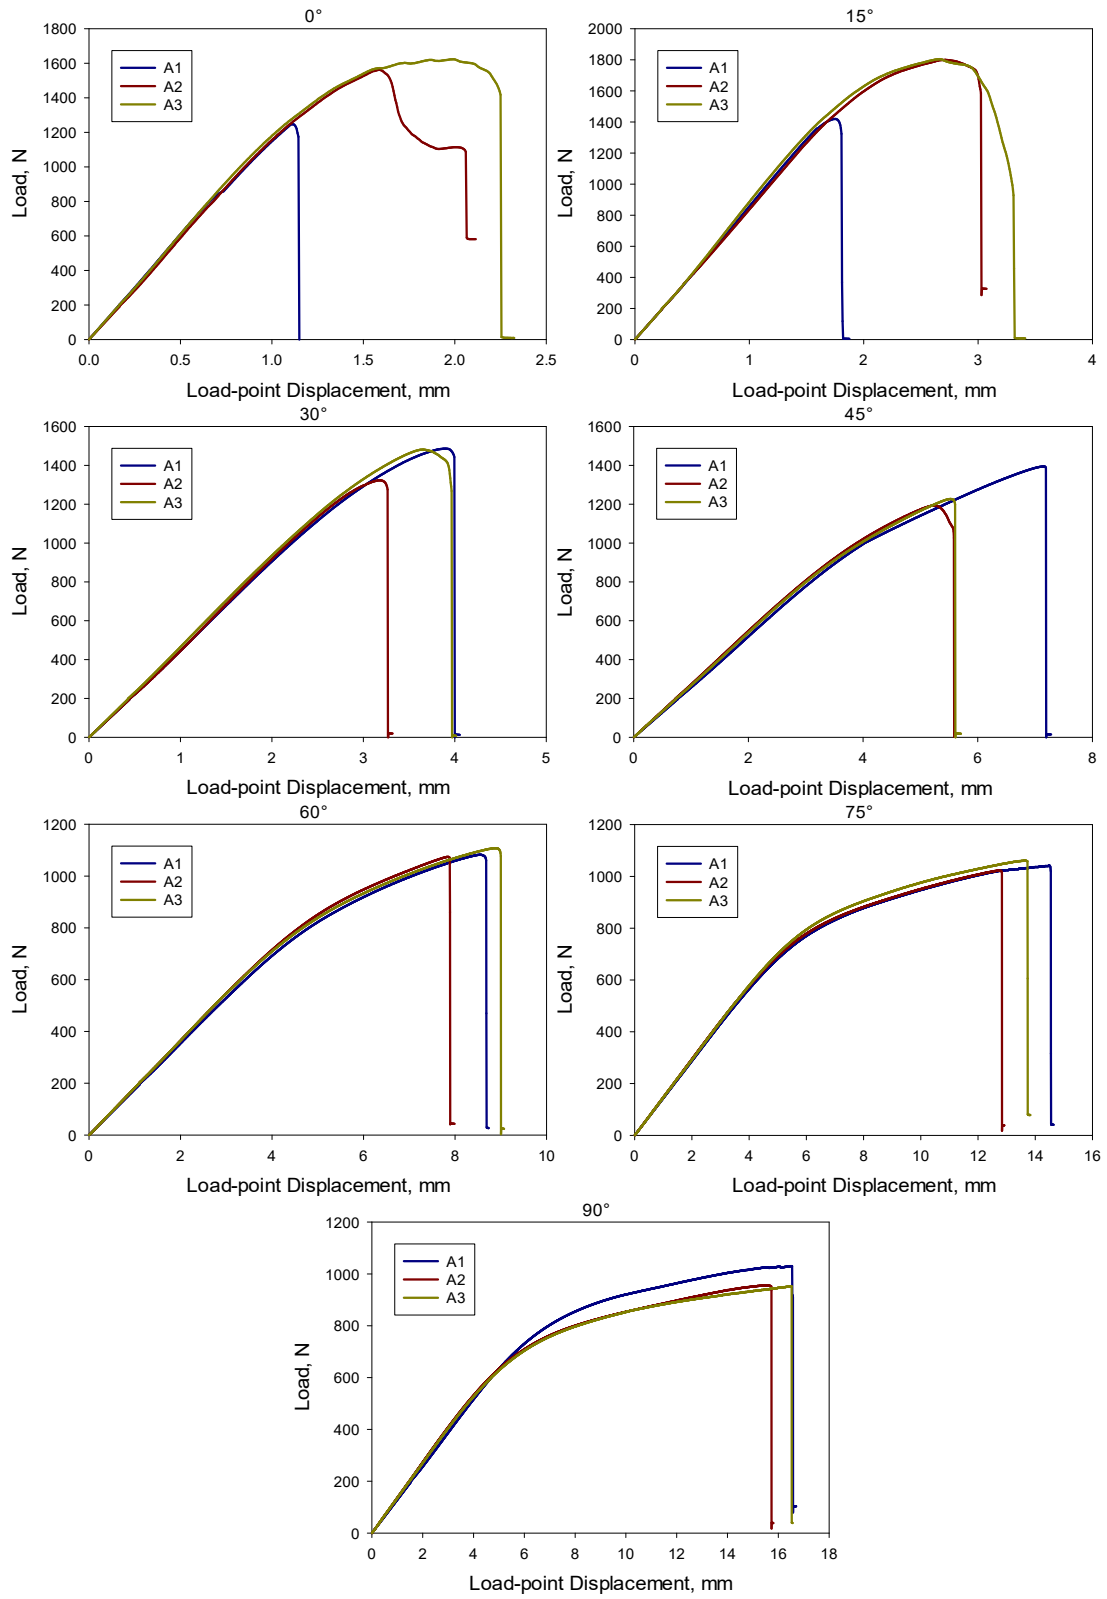 0°
1800
1600
1400
1200
1000
800
600
400
200
0
Load, N
A1
A2
A3
0.0 0.5 1.0 1.5 2.0 2.5
Load-point Displacement, mm
15°
2000
1800
1600
1400
1200
1000
800
600
400
200
0
Load, N
A1
A2
A3
0 1 2 3 4
Load-point Displacement, mm
30°
1600
1400
1200
1000
800
600
400
200
0
Load, N
A1
A2
A3
0 1 2 3 4 5
Load-point Displacement, mm
45°
1600
1400
1200
1000
800
600
400
200
0
Load, N
A1
A2
A3
0 2 4 6 8
Load-point Displacement, mm
60°
1200
1000
800
600
400
200
0
Load, N
A1
A2
A3
0 2 4 6 8 10
Load-point Displacement, mm
75°
1200
1000
800
600
400
200
0
Load, N
A1
A2
A3
0 2 4 6 8 10 12 14 16
Load-point Displacement, mm
90°
1200
1000
800
600
400
200
0
Load, N
A1
A2
A3
0 2 4 6 8 10 12 14 16 18
Load-point Displacement, mm